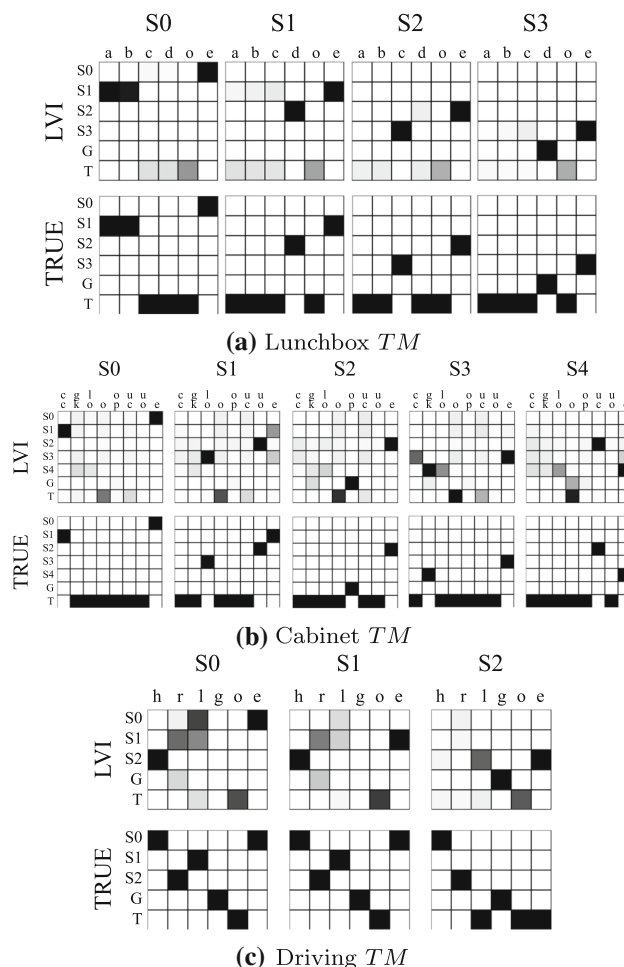 S0 S1 S2 S3
a b c d o e a b c d o e a b c d o e a b c d o e
LVI
S0
S1
S2
S3
G
T
TRUE
S0
S1
S2
S3
G
T
(a) Lunchbox TM
S0 S1 S2 S3 S4
c g l o u u e c g l o u u e c g l o u u e c g l o u u e c g l o u u
c k o p c o c k o p c o c k o p c o c k o p c o c k o p c o
LVI
S0
S1
S2
S3
S4
G
T
TRUE
S0
S1
S2
S3
S4
G
T
(b) Cabinet TM
S0 S1 S2
h r l g o e h r l g o e h r l g o e
LVI
S0
S1
S2
G
T
TRUE
S0
S1
S2
G
T
(c) Driving TM